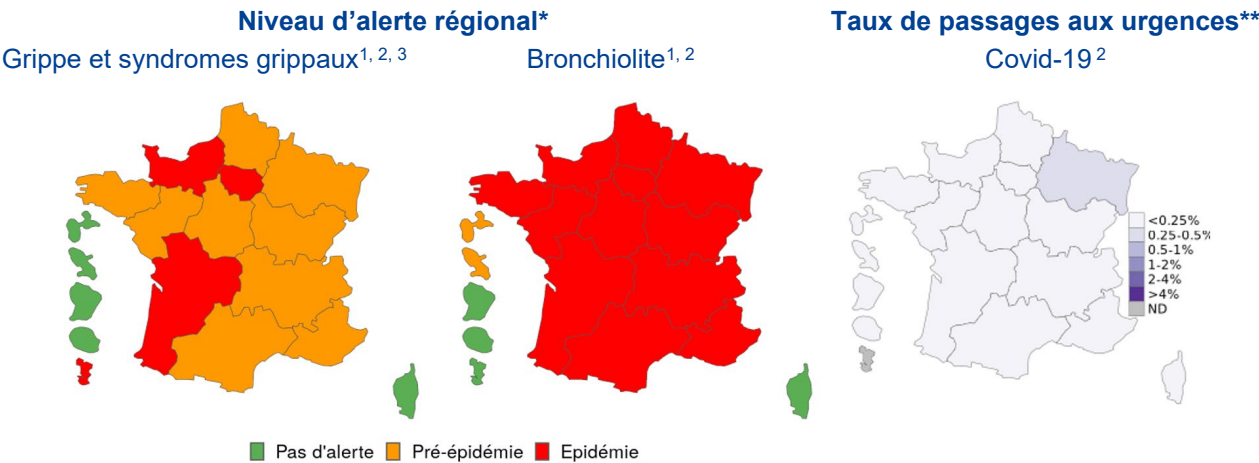 Niveau d’alerte régional*
Taux de passages aux urgences**
Grippe et syndromes grippaux1, 2, 3
Bronchiolite1, 2
Covid-19 2
<0.25%
0.25-0.5%
0.5-1%
1-2%
2-4%
>4%
ND
Pas d'alerte
Pré-épidémie
Epidémie